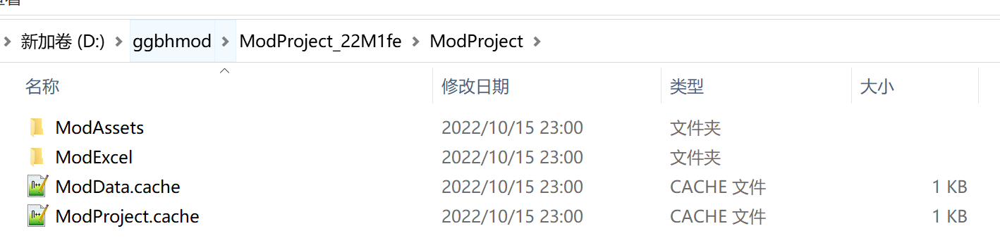 新加卷 (D:) ggbhmod ModProject_22M1fe ModProject
名称 修改日期 类型 大小
ModAssets 2022/10/15 23:00 文件夹
ModExcel 2022/10/15 23:00 文件夹
ModData.cache 2022/10/15 23:00 CACHE 文件 1 KB
ModProject.cache 2022/10/15 23:00 CACHE 文件 1 KB